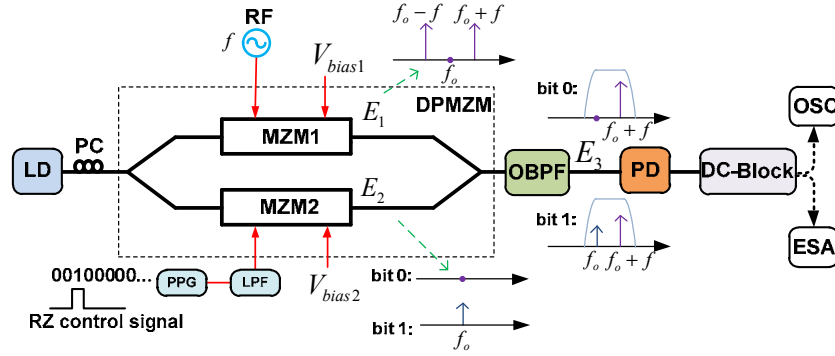 RF
f
V_bias1
f_o − f
f_o + f
f_o
DPMZM
PC
LD
MZM1
E_1
MZM2
E_2
V_bias2
00100000...
PPG
LPF
RZ control signal
bit 0:
bit 1:
f_o
OBPF
E_3
bit 0:
f_o + f
bit 1:
f_o
f_o + f
PD
DC-Block
OSC
ESA